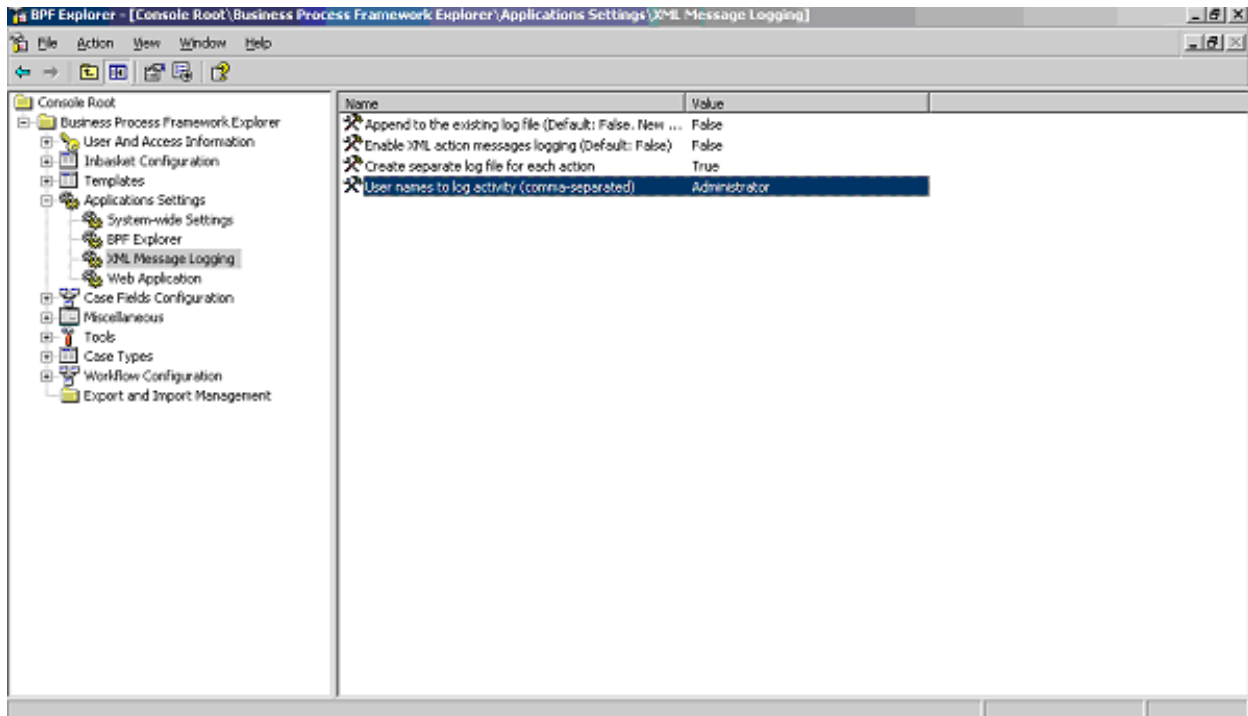 BPF Explorer - [Console Root\Business Process Framework Explorer\Applications Settings\XML Message Logging]
File Action View Window Help
Console Root
Business Process Framework Explorer
User And Access Information
Inbasket Configuration
Templates
Applications Settings
System-wide Settings
BPF Explorer
XML Message Logging
Web Application
Case Fields Configuration
Miscellaneous
Tools
Case Types
Workflow Configuration
Export and Import Management
Name Value
Append to the existing log file (Default: False. New ... False
Enable XML action messages logging (Default: False) False
Create separate log file for each action True
User names to log activity (comma-separated) Administrator